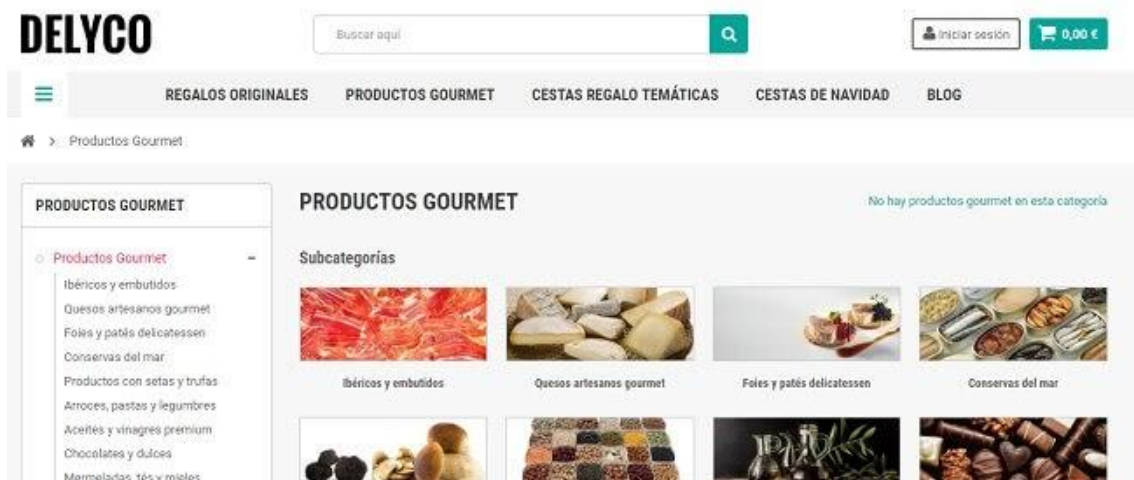 DELYCO
Buscar aquí
Iniciar sesión
0,00 €
REGALOS ORIGINALES
PRODUCTOS GOURMET
CESTAS REGALO TEMÁTICAS
CESTAS DE NAVIDAD
BLOG
> Productos Gourmet
PRODUCTOS GOURMET
Productos Gourmet
Ibéricos y embutidos
Quesos artesanos gourmet
Foies y patés delicatessen
Conservas del mar
Productos con setas y trufas
Arroces, pastas y legumbres
Aceites y vinagres premium
Chocolates y dulces
Mermeladas, tés y mieles
PRODUCTOS GOURMET
No hay productos gourmet en esta categoría
Subcategorías
Ibéricos y embutidos
Quesos artesanos gourmet
Foies y patés delicatessen
Conservas del mar